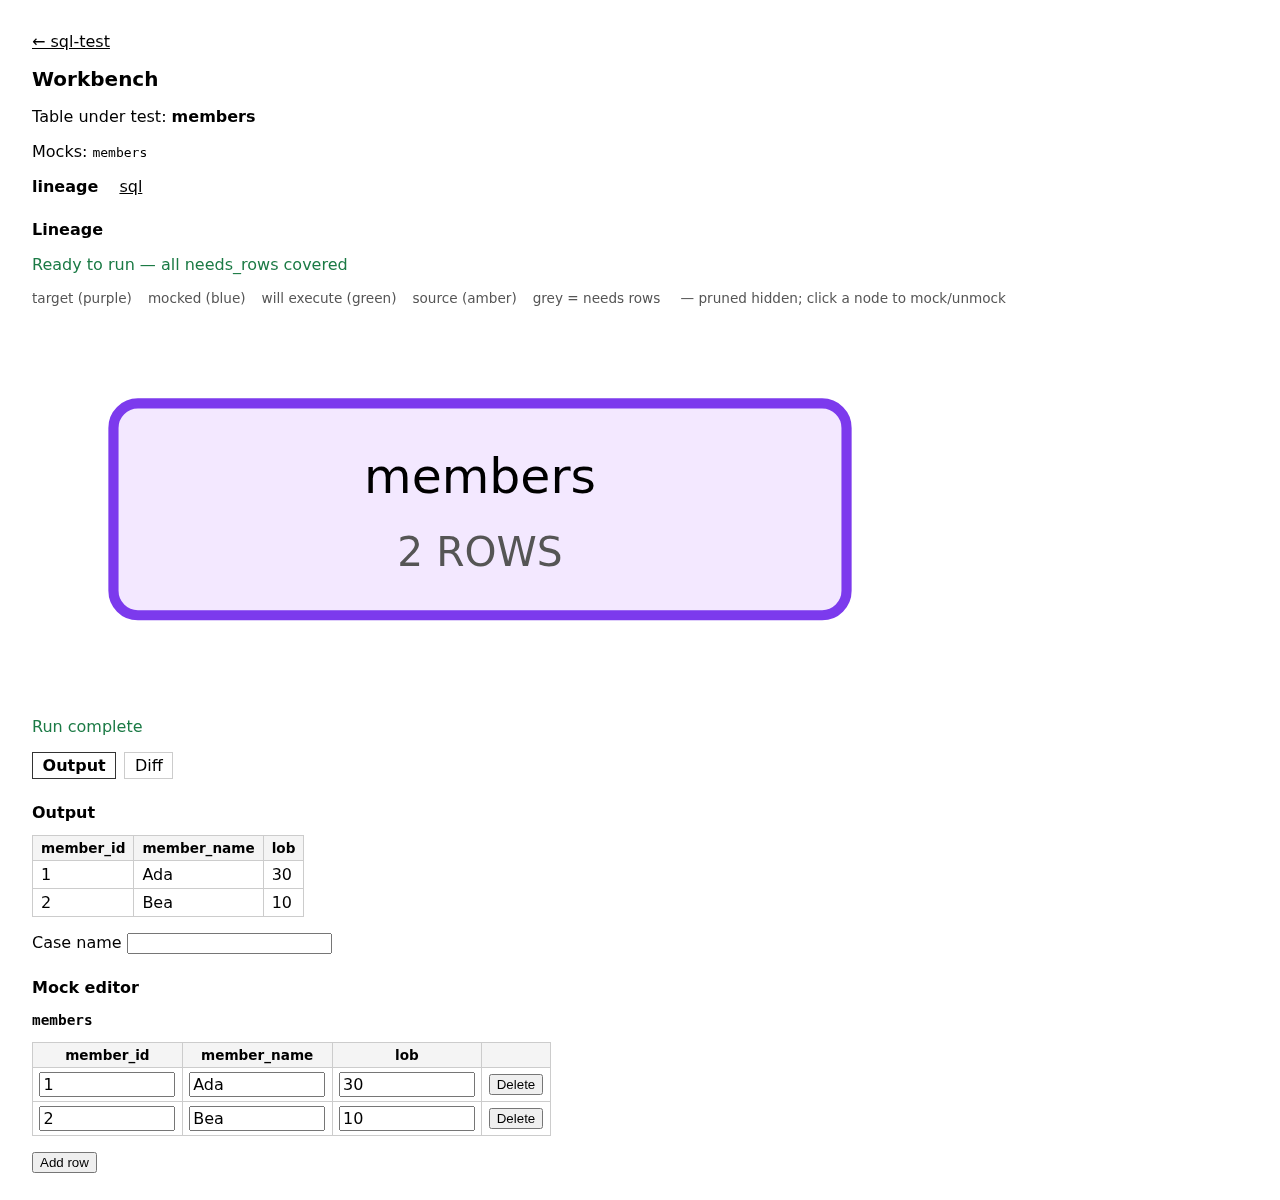 ← sql-test
Workbench
Table under test: members
Mocks: members
lineage sql
Lineage
Ready to run — all needs_rows covered
target (purple) mocked (blue) will execute (green) source (amber) grey = needs rows — pruned hidden; click a node to mock/unmock
members
2 ROWS
Run complete
Output Diff
Output
member_id member_name lob
1 Ada 30
2 Bea 10
Case name
Mock editor
members
member_id member_name lob
1 Ada 30 Delete
2 Bea 10 Delete
Add row